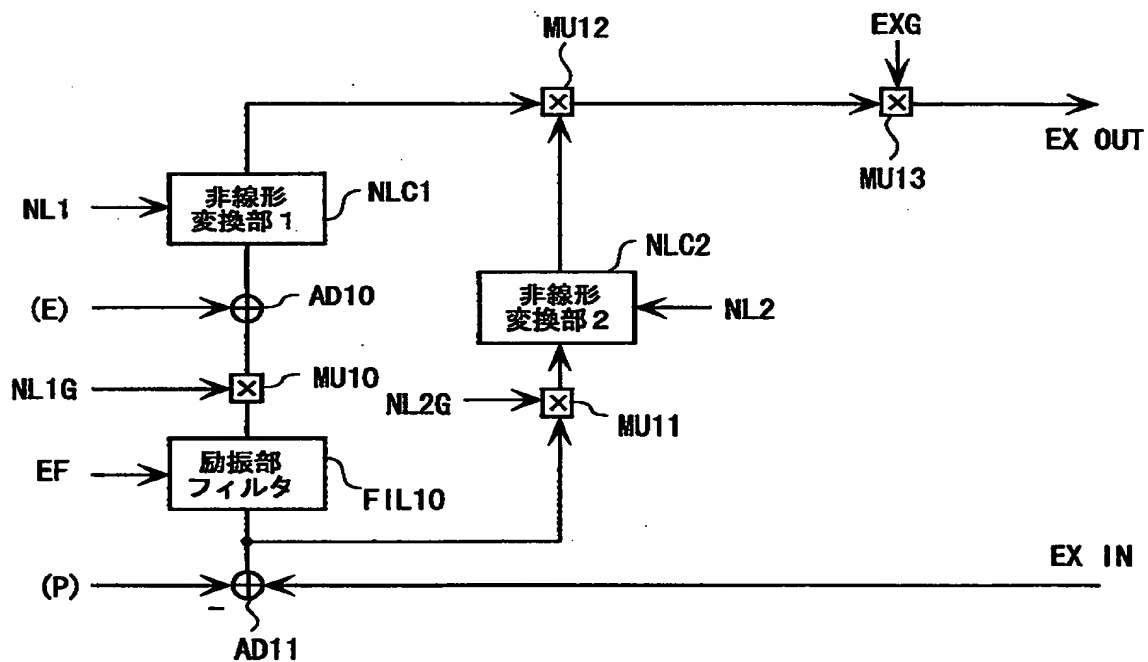 MU12
EXG
EX OUT
MU13
NL1
非線形
変換部1
NLC1
NLC2
(E)
AD10
非線形
変換部2
NL2
NL1G
MU10
NL2G
MU11
EF
励振部
フィルタ
FIL10
EX IN
(P)
−
AD11